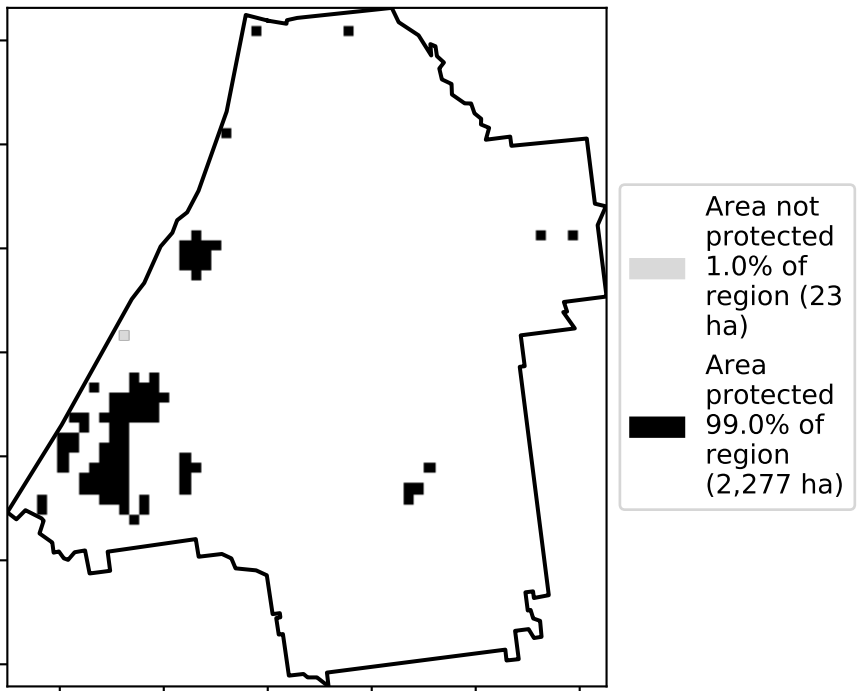 Area not
protected
1.0% of
region (23
ha)
Area
protected
99.0% of
region
(2,277 ha)